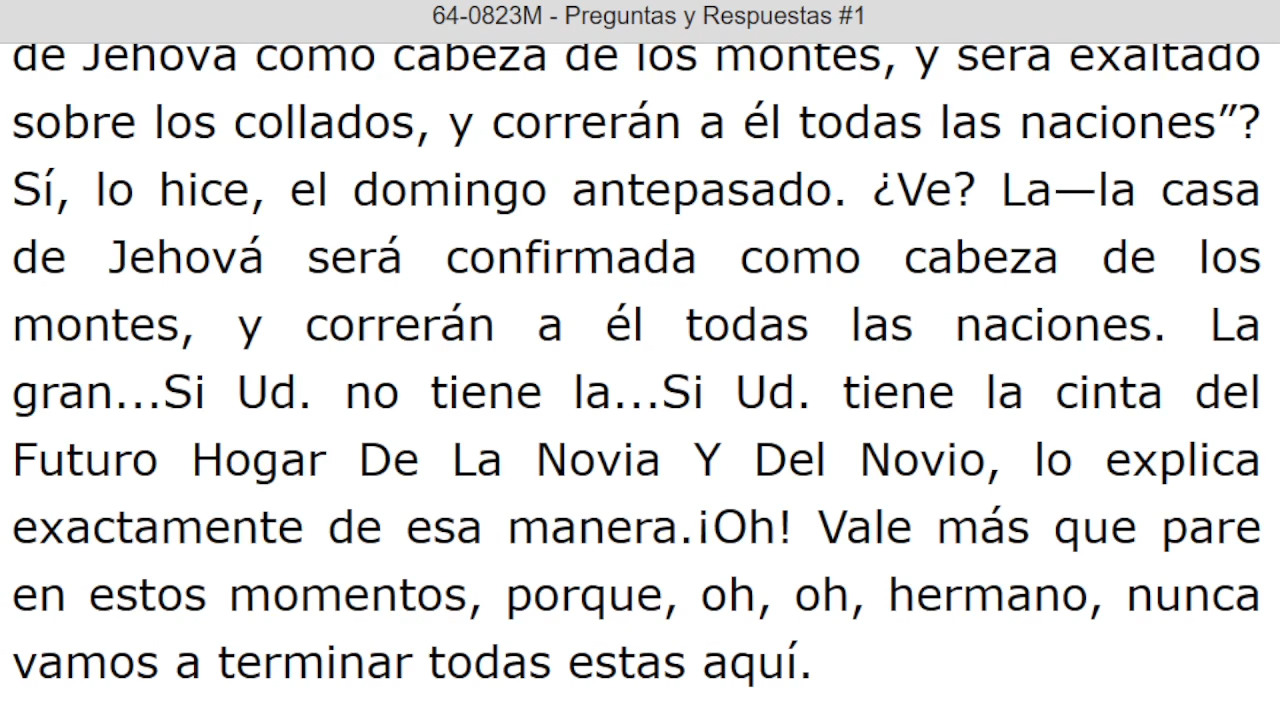 64-0823M - Preguntas y Respuestas #1
de Jehová como cabeza de los montes, y será exaltado
sobre los collados, y correrán a él todas las naciones”?
Sí, lo hice, el domingo antepasado. ¿Ve? La—la casa
de Jehová será confirmada como cabeza de los
montes, y correrán a él todas las naciones. La
gran...Si Ud. no tiene la...Si Ud. tiene la cinta del
Futuro Hogar De La Novia Y Del Novio, lo explica
exactamente de esa manera.¡Oh! Vale más que pare
en estos momentos, porque, oh, oh, hermano, nunca
vamos a terminar todas estas aquí.